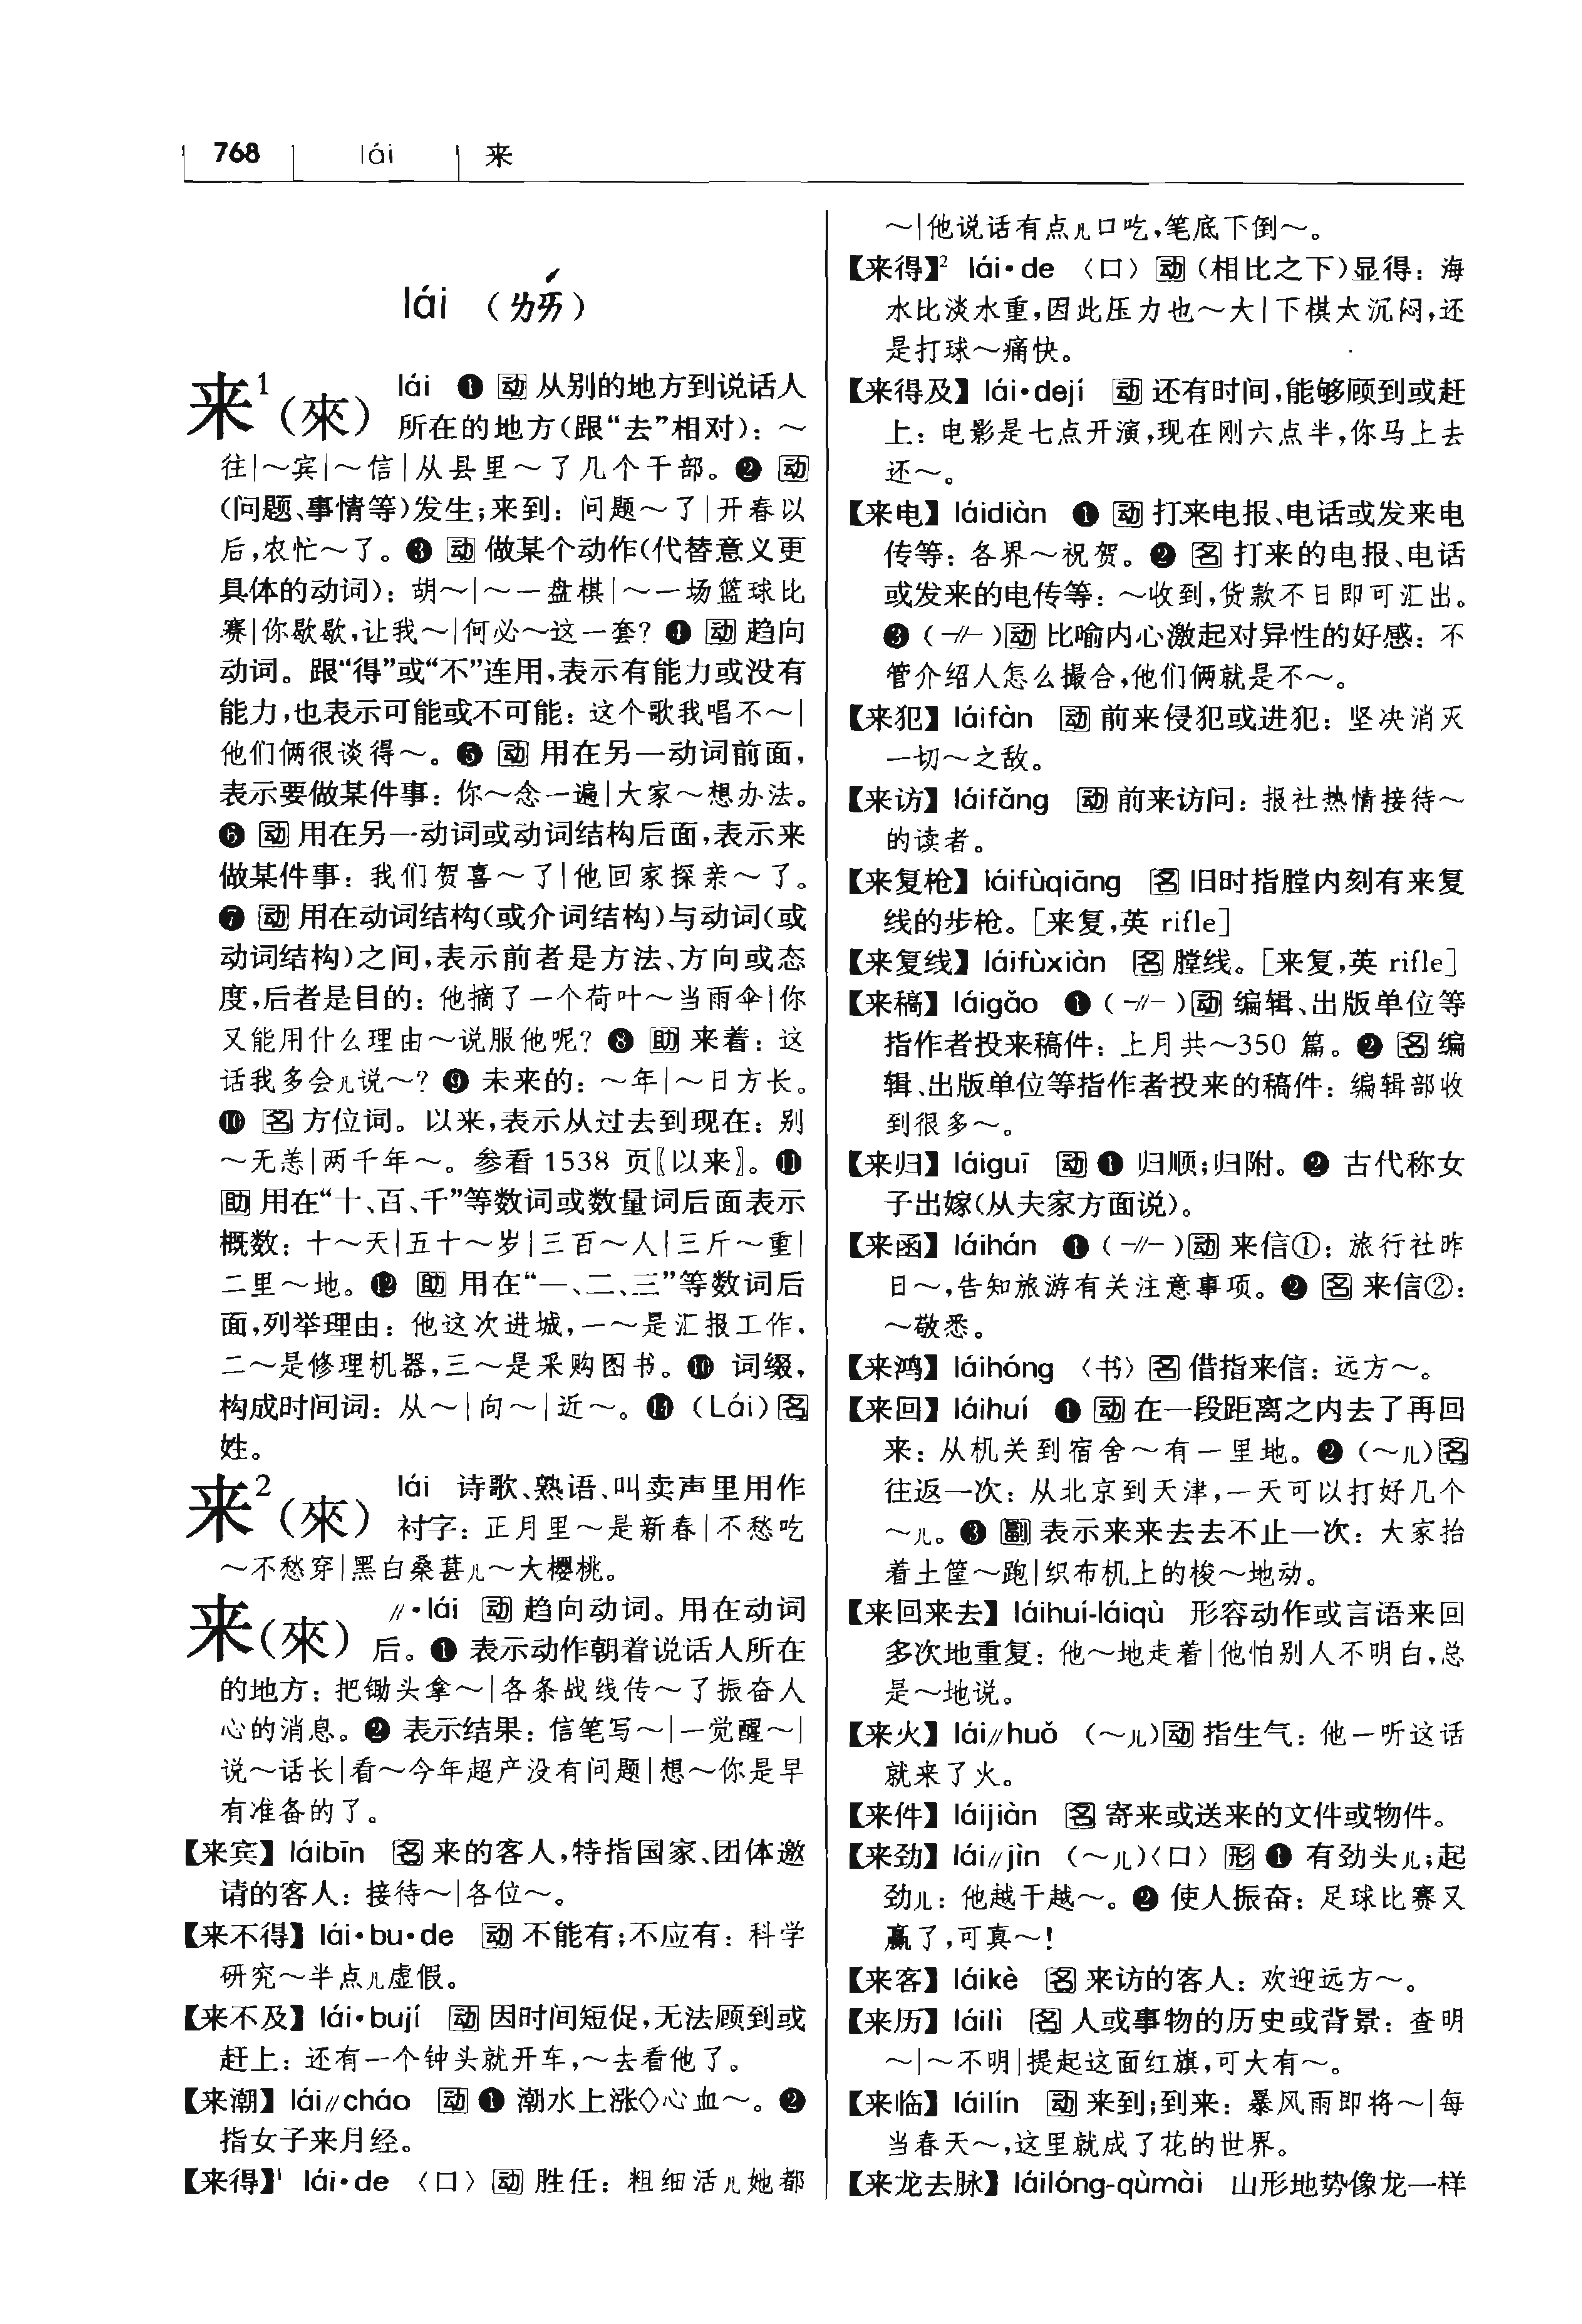 768 lái 来
lái （ㄌㄞˊ）
来¹（來） lái ❶ 动 从别的地方到说话人
所在的地方(跟“去”相对)：～
往|～宾|～信|从县里～了几个干部。❷ 动
(问题、事情等)发生；来到：问题～了|开春以
后，农忙～了。❸ 动 做某个动作(代替意义更
具体的动词)：胡～|～一盘棋|～一场篮球比
赛|你歇歇，让我～|何必～这一套? ❹ 动 趋向
动词。跟“得”或“不”连用，表示有能力或没有
能力，也表示可能或不可能：这个歌我唱不～|
他们俩很谈得～。❺ 动 用在另一动词前面，
表示要做某件事：你～念一遍|大家～想办法。
❻ 动 用在另一动词或动词结构后面，表示来
做某件事：我们贺喜～了|他回家探亲～了。
❼ 动 用在动词结构(或介词结构)与动词(或
动词结构)之间，表示前者是方法、方向或态
度，后者是目的：他摘了一个荷叶～当雨伞|你
又能用什么理由～说服他呢? ❽ 助 来着：这
话我多会儿说～? ❾ 未来的：～年|～日方长。
❿ 名 方位词。以来，表示从过去到现在：别
～无恙|两千年～。参看 1538 页〖以来〗。⓫
助 用在“十、百、千”等数词或数量词后面表示
概数：十～天|五十～岁|三百～人|三斤～重|
二里～地。⓬ 助 用在“一、二、三”等数词后
面，列举理由：他这次进城，一～是汇报工作，
二～是修理机器，三～是采购图书。⓭ 词缀，
构成时间词：从～|向～|近～。⓮ (Lái) 名
姓。
来²（來） lái 诗歌、熟语、叫卖声里用作
衬字：正月里～是新春|不愁吃
～不愁穿|黑白桑葚儿～大樱桃。
来（來） //•lái 动 趋向动词。用在动词
后。❶ 表示动作朝着说话人所在
的地方：把锄头拿～|各条战线传～了振奋人
心的消息。❷ 表示结果：信笔写～|一觉醒～|
说～话长|看～今年超产没有问题|想～你是早
有准备的了。
【来宾】láibīn 名 来的客人，特指国家、团体邀
请的客人：接待～|各位～。
【来不得】lái•bu•de 动 不能有；不应有：科学
研究～半点儿虚假。
【来不及】lái•bují 动 因时间短促，无法顾到或
赶上：还有一个钟头就开车，～去看他了。
【来潮】lái//cháo 动 ❶ 潮水上涨◇心血～。❷
指女子来月经。
【来得】¹ lái•de 〈口〉 动 胜任：粗细活儿她都
～|他说话有点儿口吃，笔底下倒～。
【来得】² lái•de 〈口〉 动 (相比之下)显得：海
水比淡水重，因此压力也～大|下棋太沉闷，还
是打球～痛快。
【来得及】lái•dejí 动 还有时间，能够顾到或赶
上：电影是七点开演，现在刚六点半，你马上去
还～。
【来电】láidiàn ❶ 动 打来电报、电话或发来电
传等：各界～祝贺。❷ 名 打来的电报、电话
或发来的电传等：～收到，货款不日即可汇出。
❸ (-//-) 动 比喻内心激起对异性的好感：不
管介绍人怎么撮合，他们俩就是不～。
【来犯】láifàn 动 前来侵犯或进犯：坚决消灭
一切～之敌。
【来访】láifǎng 动 前来访问：报社热情接待～
的读者。
【来复枪】láifùqiāng 名 旧时指膛内刻有来复
线的步枪。[来复，英 rifle]
【来复线】láifùxiàn 名 膛线。[来复，英 rifle]
【来稿】láigǎo ❶ (-//-) 动 编辑、出版单位等
指作者投来稿件：上月共～350 篇。❷ 名 编
辑、出版单位等指作者投来的稿件：编辑部收
到很多～。
【来归】láiguī 动 ❶ 归顺；归附。❷ 古代称女
子出嫁(从夫家方面说)。
【来函】láihán ❶ (-//-) 动 来信①：旅行社昨
日～，告知旅游有关注意事项。❷ 名 来信②：
～敬悉。
【来鸿】láihóng 〈书〉 名 借指来信：远方～。
【来回】láihuí ❶ 动 在一段距离之内去了再回
来：从机关到宿舍～有一里地。❷ (～儿) 名
往返一次：从北京到天津，一天可以打好几个
～儿。❸ 副 表示来来去去不止一次：大家抬
着土筐～跑|织布机上的梭～地动。
【来回来去】láihuí-láiqù 形容动作或言语来回
多次地重复：他～地走着|他怕别人不明白，总
是～地说。
【来火】lái//huǒ (～儿) 动 指生气：他一听这话
就来了火。
【来件】láijiàn 名 寄来或送来的文件或物件。
【来劲】lái//jìn (～儿)〈口〉 形 ❶ 有劲头儿；起
劲儿：他越干越～。❷ 使人振奋：足球比赛又
赢了，可真～!
【来客】láikè 名 来访的客人：欢迎远方～。
【来历】láilì 名 人或事物的历史或背景：查明
～|～不明|提起这面红旗，可大有～。
【来临】láilín 动 来到；到来：暴风雨即将～|每
当春天～，这里就成了花的世界。
【来龙去脉】láilóng-qùmài 山形地势像龙一样